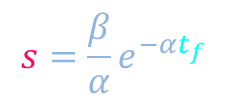 s = β/α e^{-αt_f}